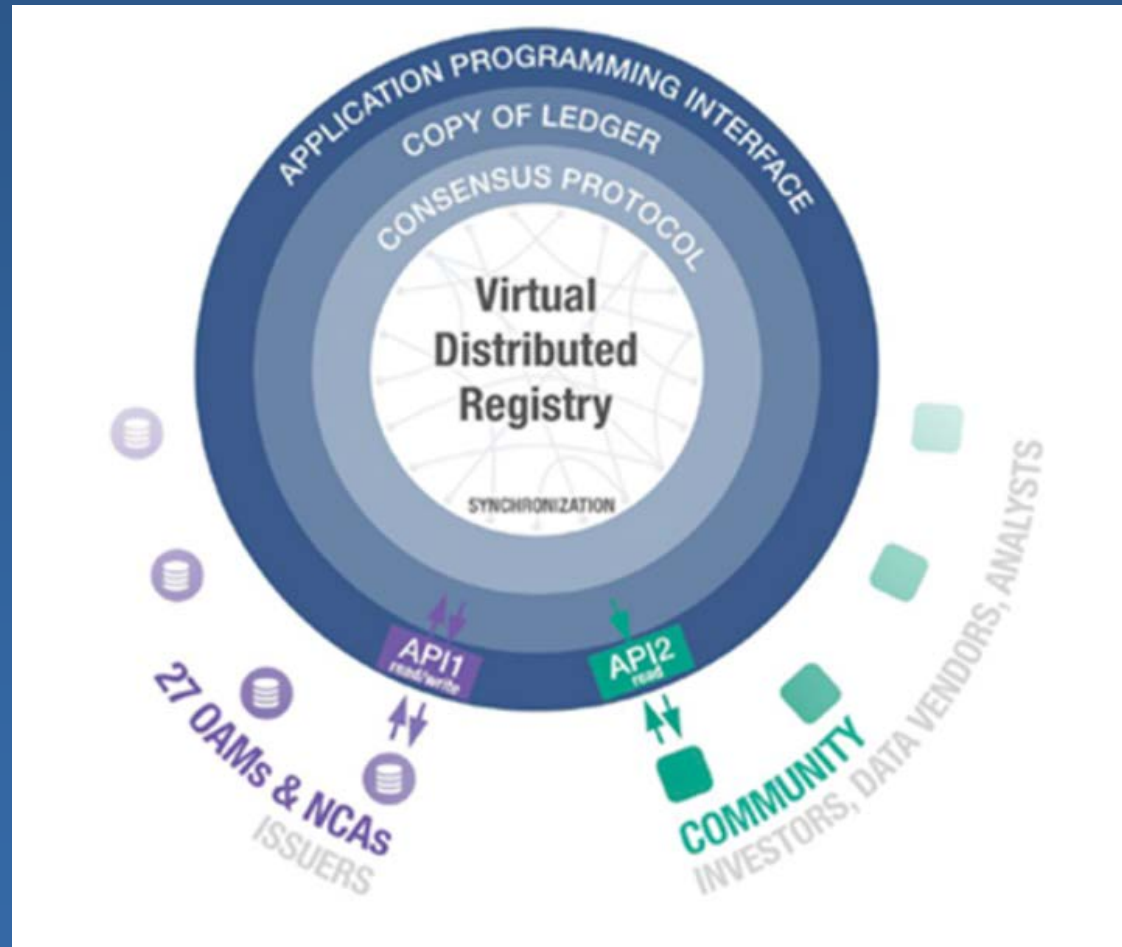 APPLICATION PROGRAMMING INTERFACE
COPY OF LEDGER
CONSENSUS PROTOCOL
Virtual
Distributed
Registry
SYNCHRONIZATION
API1
read/write
API2
read
27 OAMs & NCAs
ISSUERS
COMMUNITY
INVESTORS, DATA VENDORS, ANALYSTS